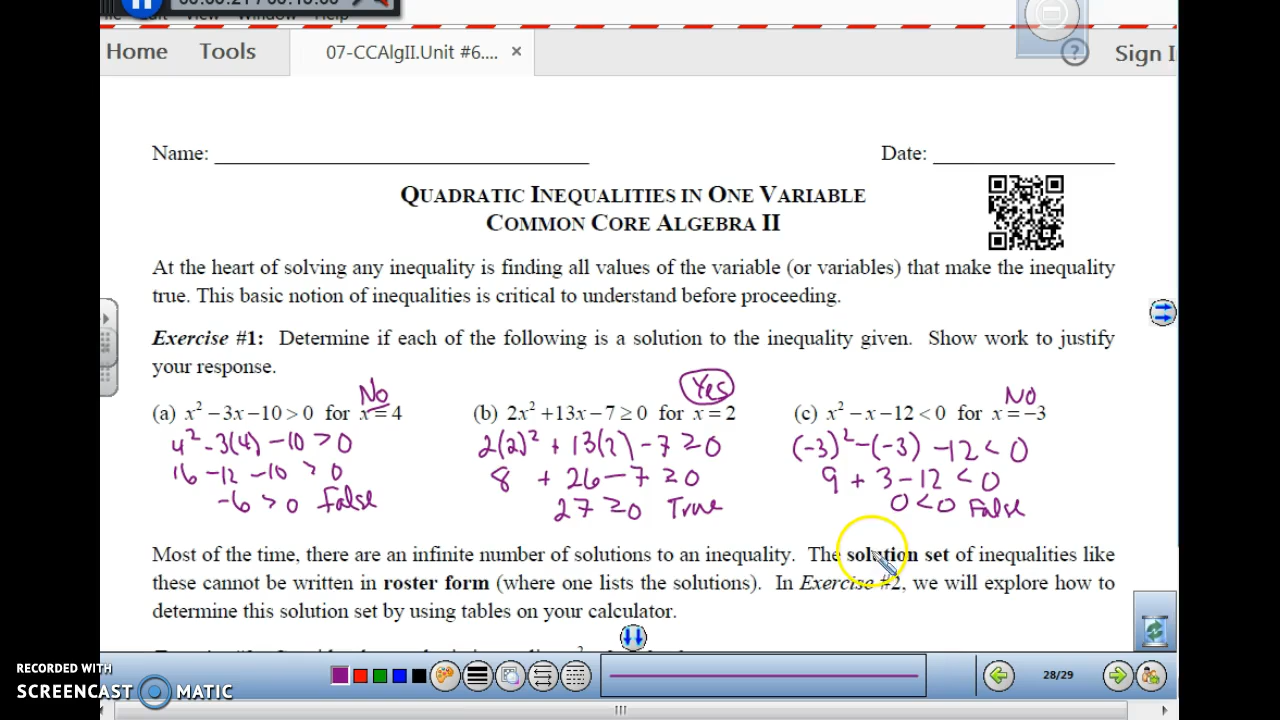 Home Tools 07-CCAlgII.Unit #6.... × ? Sign I
Name: Date:
QUADRATIC INEQUALITIES IN ONE VARIABLE
COMMON CORE ALGEBRA II
At the heart of solving any inequality is finding all values of the variable (or variables) that make the inequality
true. This basic notion of inequalities is critical to understand before proceeding.
Exercise #1: Determine if each of the following is a solution to the inequality given. Show work to justify
your response.
No Yes NO
(a) x² − 3x − 10 > 0 for x = 4 (b) 2x² + 13x − 7 ≥ 0 for x = 2 (c) x² − x − 12 < 0 for x = −3
4² - 3(4) - 10 > 0 2(2)² + 13(2) - 7 ≥ 0 (-3)² - (-3) - 12 < 0
16 - 12 - 10 > 0 8 + 26 - 7 ≥ 0 9 + 3 - 12 < 0
-6 > 0 False 27 ≥ 0 True 0 < 0 False
Most of the time, there are an infinite number of solutions to an inequality. The solution set of inequalities like
these cannot be written in roster form (where one lists the solutions). In Exercise #2, we will explore how to
determine this solution set by using tables on your calculator.
28/29
RECORDED WITH
SCREENCAST MATIC